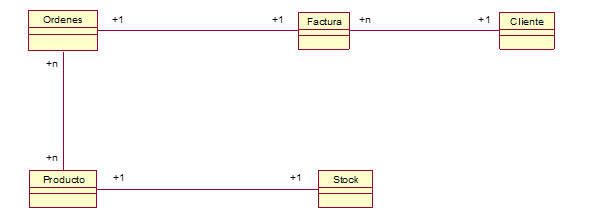 Ordenes +1 +1 Factura +n +1 Cliente
+n
+n
Producto +1 +1 Stock